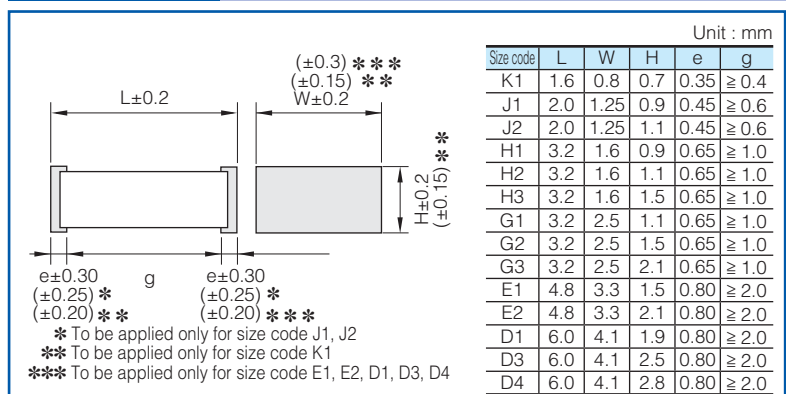 Unit : mm
(±0.3) ***
(±0.15) **
L±0.2
W±0.2
H±0.2
(±0.15) **
e±0.30
g
e±0.30
(±0.25) *
(±0.25) *
(±0.20) **
(±0.20) ***
* To be applied only for size code J1, J2
** To be applied only for size code K1
*** To be applied only for size code E1, E2, D1, D3, D4
Size code L W H e g
K1 1.6 0.8 0.7 0.35 ≧ 0.4
J1 2.0 1.25 0.9 0.45 ≧ 0.6
J2 2.0 1.25 1.1 0.45 ≧ 0.6
H1 3.2 1.6 0.9 0.65 ≧ 1.0
H2 3.2 1.6 1.1 0.65 ≧ 1.0
H3 3.2 1.6 1.5 0.65 ≧ 1.0
G1 3.2 2.5 1.1 0.65 ≧ 1.0
G2 3.2 2.5 1.5 0.65 ≧ 1.0
G3 3.2 2.5 2.1 0.65 ≧ 1.0
E1 4.8 3.3 1.5 0.80 ≧ 2.0
E2 4.8 3.3 2.1 0.80 ≧ 2.0
D1 6.0 4.1 1.9 0.80 ≧ 2.0
D3 6.0 4.1 2.5 0.80 ≧ 2.0
D4 6.0 4.1 2.8 0.80 ≧ 2.0